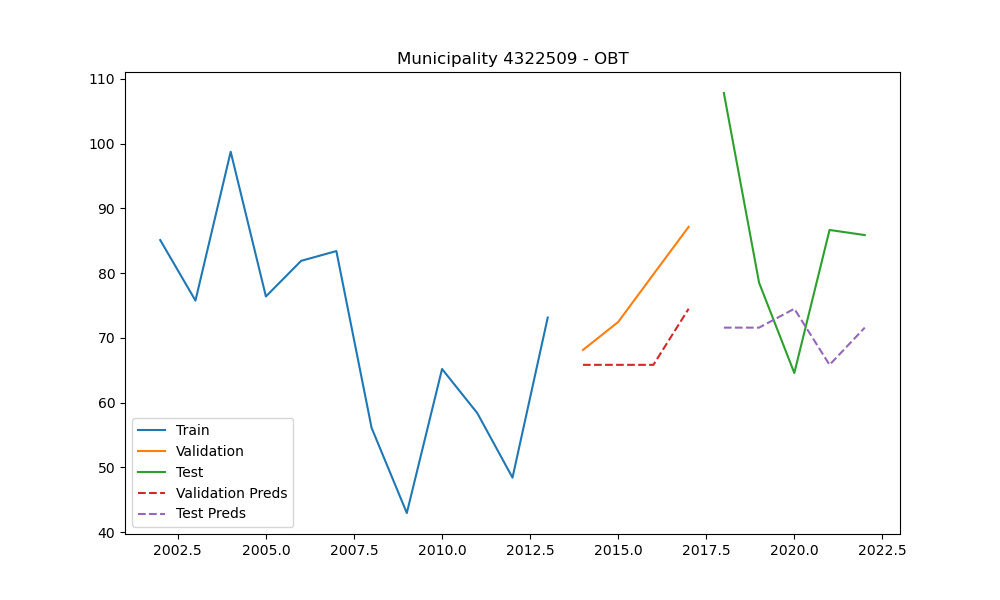 Municipality 4322509 - OBT
110
100
90
80
70
60
50
40
Train
Validation
Test
Validation Preds
Test Preds
2002.5 2005.0 2007.5 2010.0 2012.5 2015.0 2017.5 2020.0 2022.5